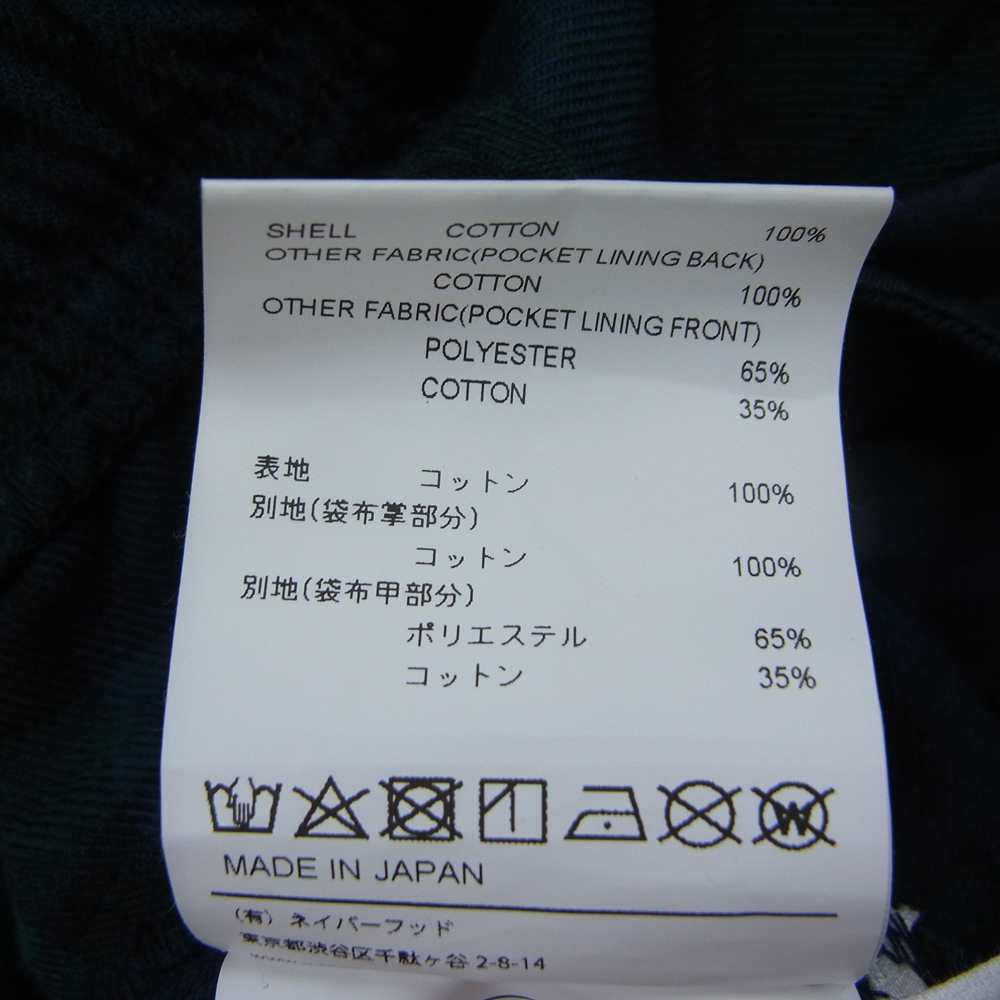 SHELL COTTON 100%
OTHER FABRIC(POCKET LINING BACK)
COTTON 100%
OTHER FABRIC(POCKET LINING FRONT)
POLYESTER 65%
COTTON 35%
表地 コットン 100%
別地(袋布掌部分)
コットン 100%
別地(袋布甲部分)
ポリエステル 65%
コットン 35%
W
MADE IN JAPAN
(有) ネイバーフッド
東京都渋谷区千駄ヶ谷 2-8-14